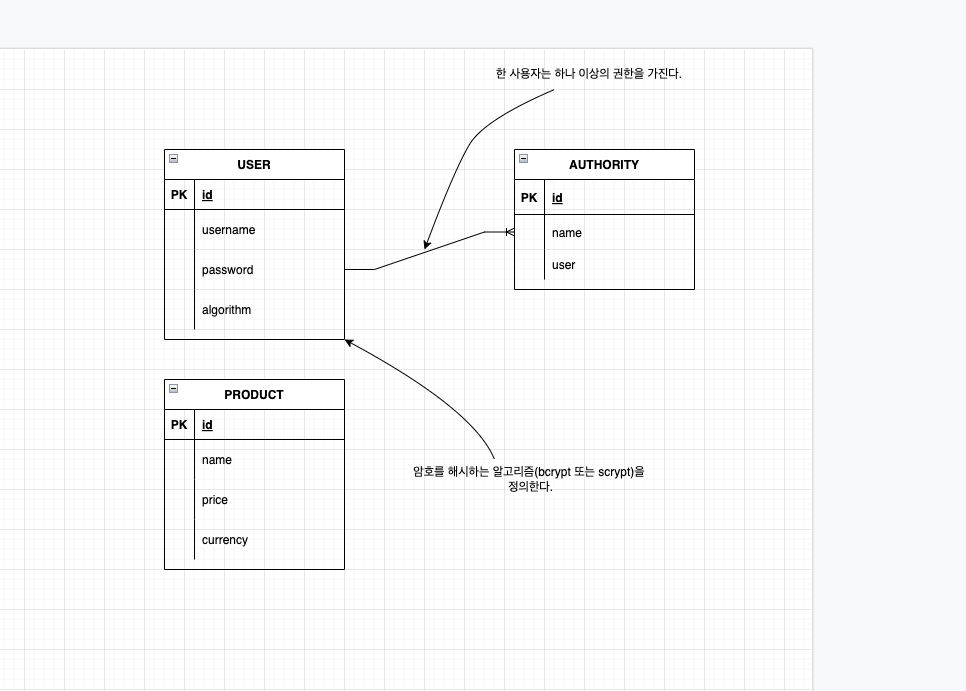 한 사용자는 하나 이상의 권한을 가진다.
USER
PK id
username
password
algorithm
AUTHORITY
PK id
name
user
PRODUCT
PK id
name
price
currency
암호를 해시하는 알고리즘(bcrypt 또는 scrypt)을
정의한다.